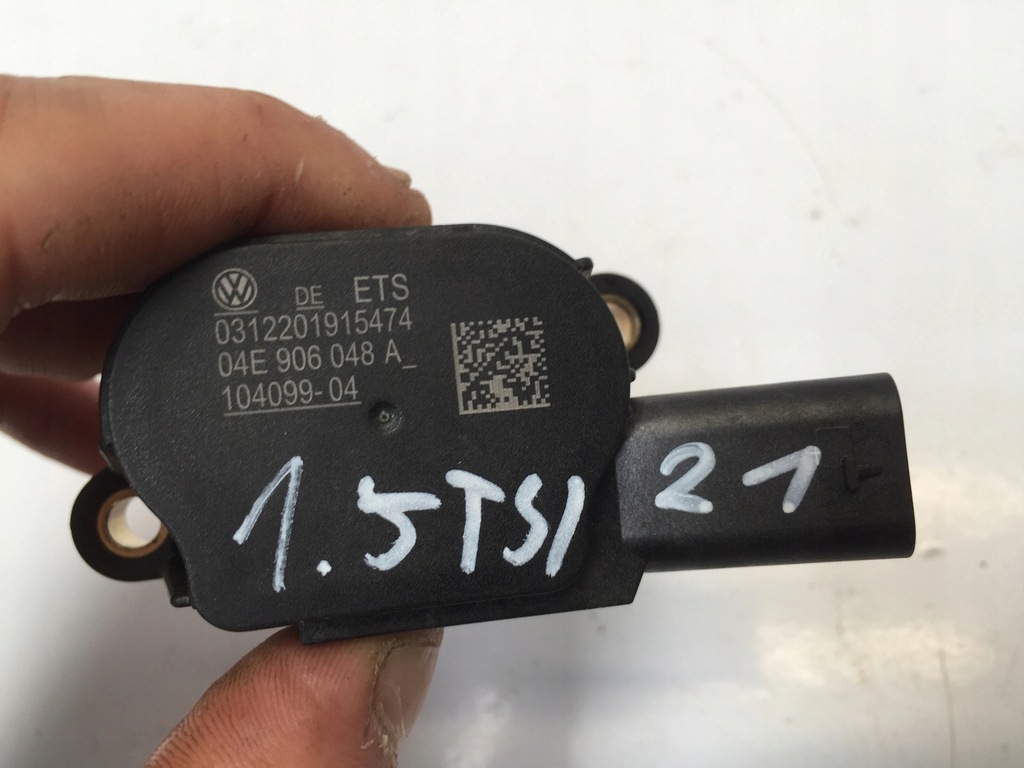 DE ETS
0312201915474
04E 906 048 A_
104099-04
1.5TSI 21